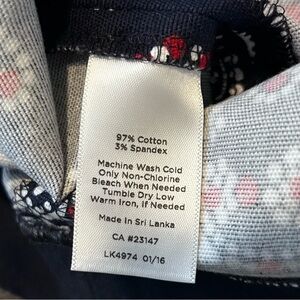 97% Cotton
3% Spandex
Machine Wash Cold
Only Non-Chlorine
Bleach When Needed
Tumble Dry Low
Warm Iron, If Needed
Made In Sri Lanka
CA #23147
LK4974 01/16